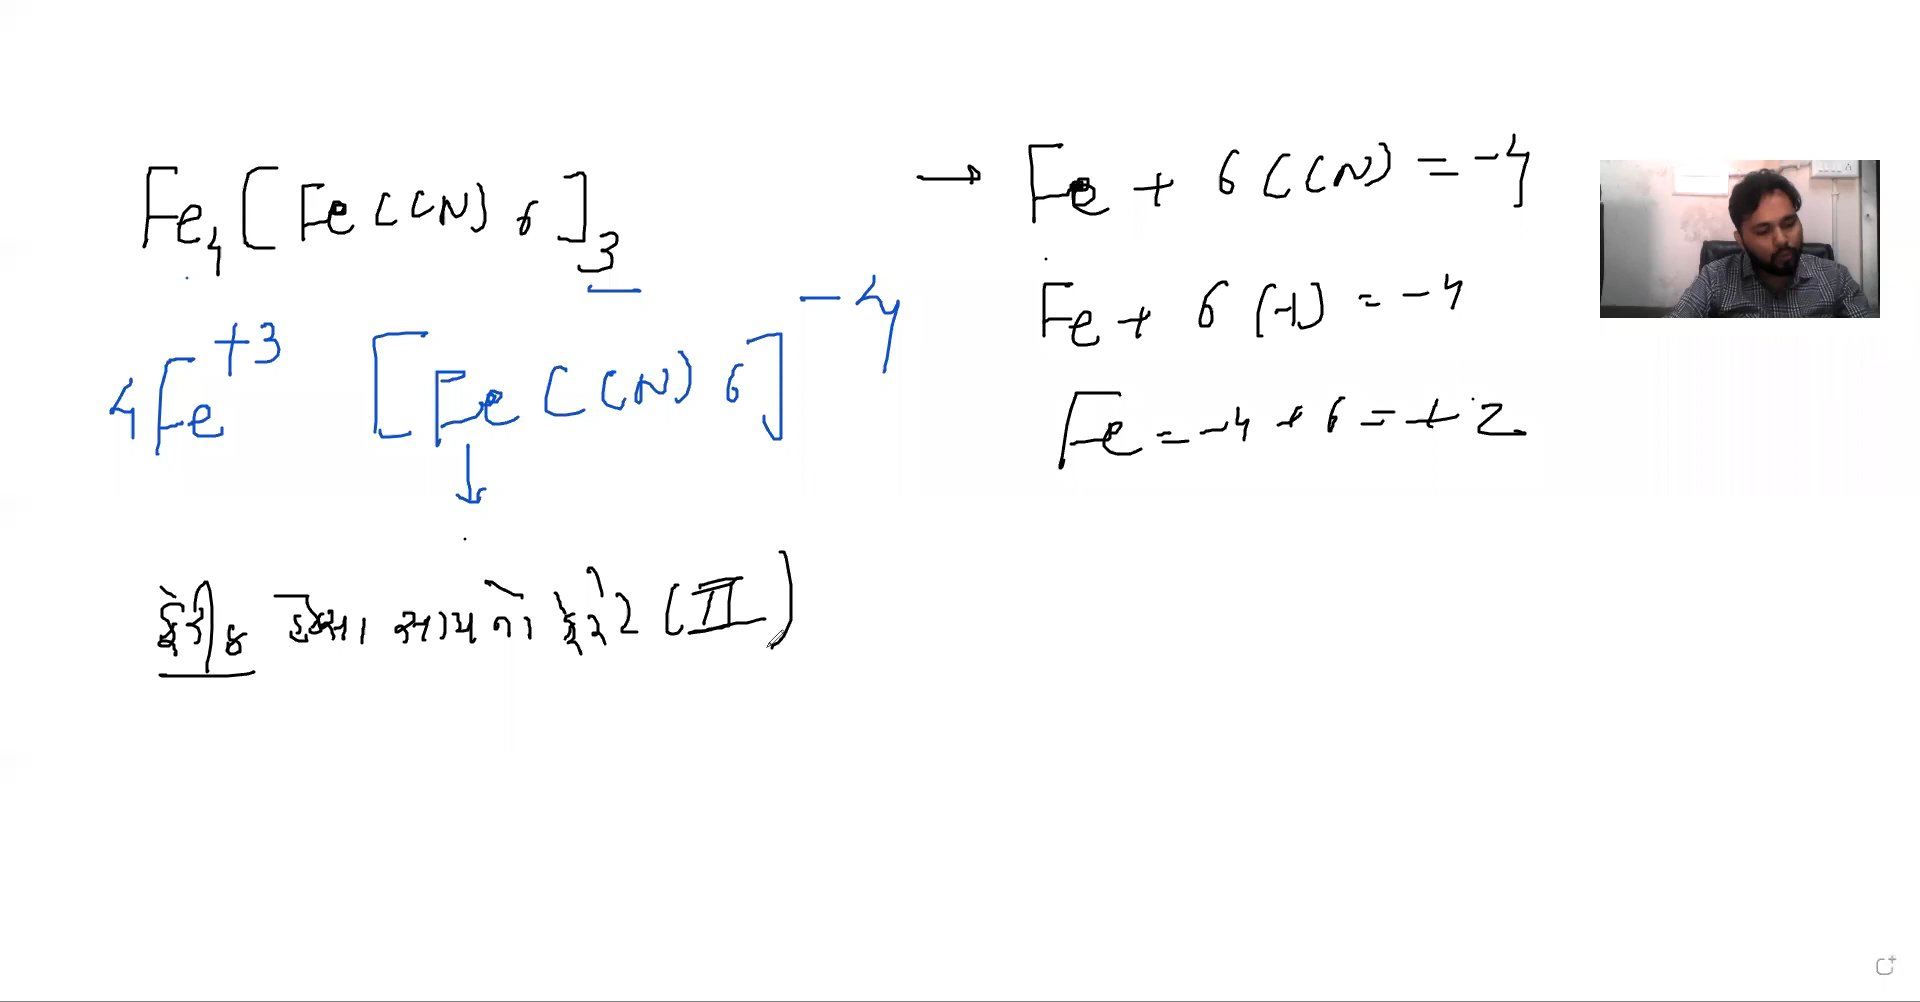 Fe4[Fe(CN)6]3
4Fe+3 [Fe(CN)6]-4
फेरिक हेक्सा सायनो फेरेट (II)
→ Fe + 6(CN) = -4
Fe + 6(-1) = -4
Fe = -4 + 6 = +2